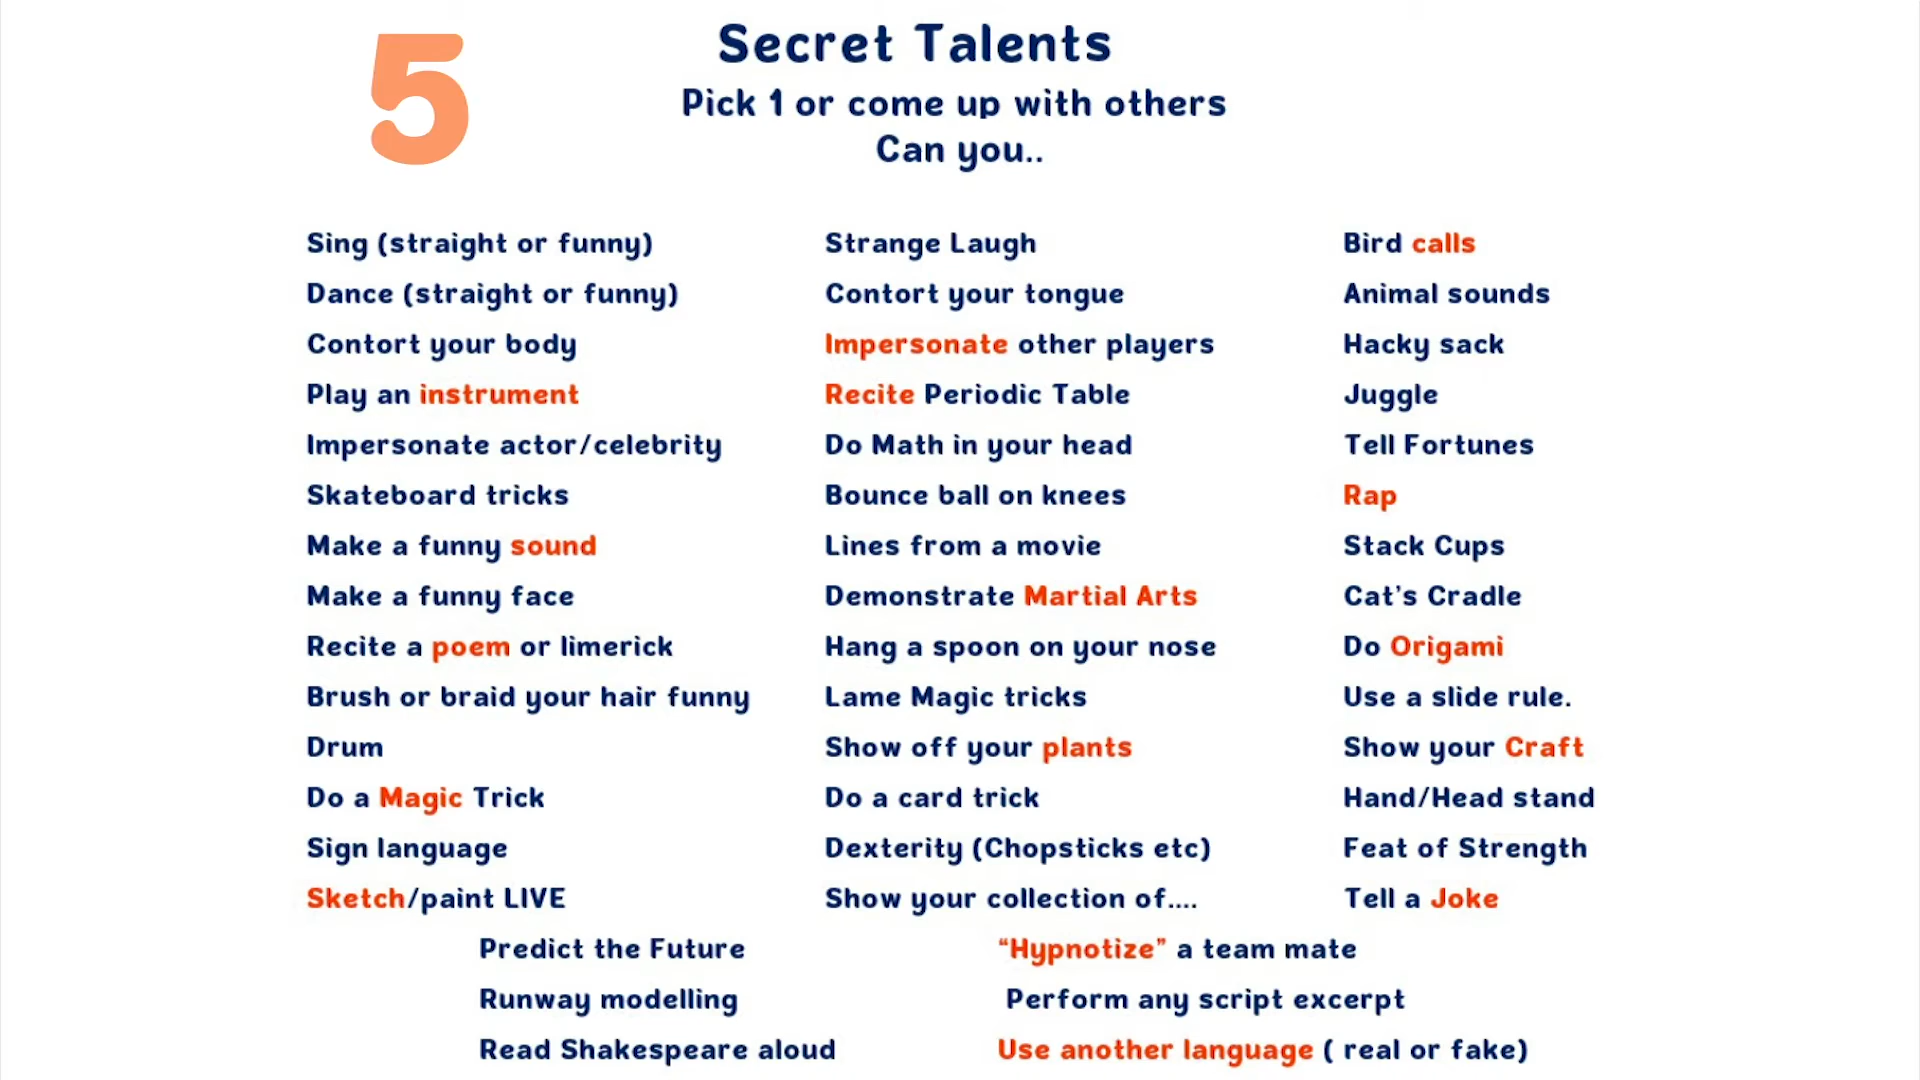 5
Secret Talents
Pick 1 or come up with others
Can you..
Sing (straight or funny)
Dance (straight or funny)
Contort your body
Play an instrument
Impersonate actor/celebrity
Skateboard tricks
Make a funny sound
Make a funny face
Recite a poem or limerick
Brush or braid your hair funny
Drum
Do a Magic Trick
Sign language
Sketch/paint LIVE
Strange Laugh
Contort your tongue
Impersonate other players
Recite Periodic Table
Do Math in your head
Bounce ball on knees
Lines from a movie
Demonstrate Martial Arts
Hang a spoon on your nose
Lame Magic tricks
Show off your plants
Do a card trick
Dexterity (Chopsticks etc)
Show your collection of....
Bird calls
Animal sounds
Hacky sack
Juggle
Tell Fortunes
Rap
Stack Cups
Cat's Cradle
Do Origami
Use a slide rule.
Show your Craft
Hand/Head stand
Feat of Strength
Tell a Joke
Predict the Future
Runway modelling
Read Shakespeare aloud
“Hypnotize” a team mate
Perform any script excerpt
Use another language ( real or fake)